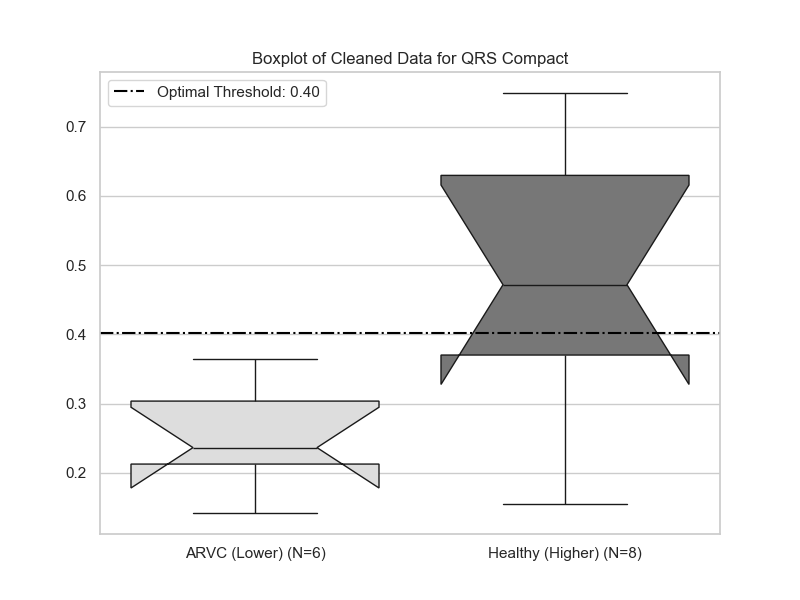 Boxplot of Cleaned Data for QRS Compact
Optimal Threshold: 0.40
0.7
0.6
0.5
0.4
0.3
0.2
ARVC (Lower) (N=6)
Healthy (Higher) (N=8)